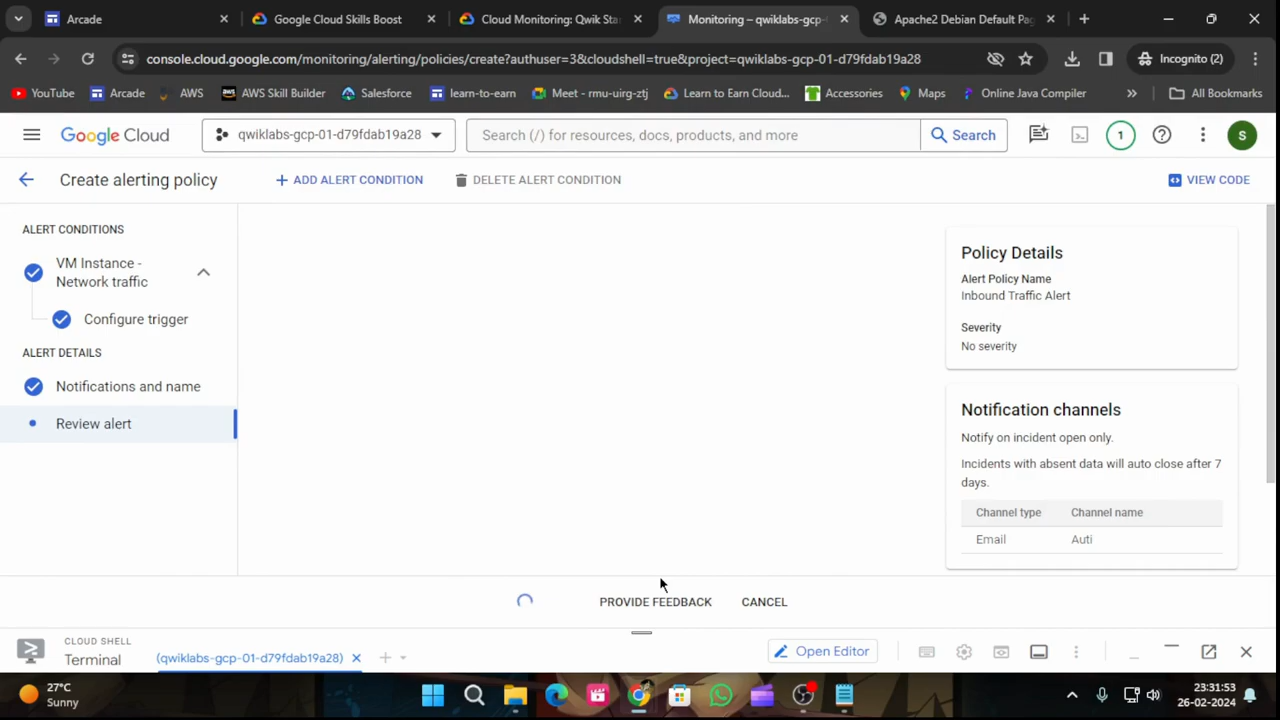 Arcade
Google Cloud Skills Boost
Cloud Monitoring: Qwik Sta
Monitoring – qwiklabs-gcp-
Apache2 Debian Default Pag
console.cloud.google.com/monitoring/alerting/policies/create?authuser=3&cloudshell=true&project=qwiklabs-gcp-01-d79fdab19a28
Incognito (2)
YouTube
Arcade
AWS
AWS Skill Builder
Salesforce
learn-to-earn
Meet - rmu-uirg-ztj
Learn to Earn Cloud...
Accessories
Maps
Online Java Compiler
All Bookmarks
Google Cloud
qwiklabs-gcp-01-d79fdab19a28
Search (/) for resources, docs, products, and more
Search
1
S
Create alerting policy
ADD ALERT CONDITION
DELETE ALERT CONDITION
VIEW CODE
ALERT CONDITIONS
VM Instance -
Network traffic
Configure trigger
ALERT DETAILS
Notifications and name
Review alert
Policy Details
Alert Policy Name
Inbound Traffic Alert
Severity
No severity
Notification channels
Notify on incident open only.
Incidents with absent data will auto close after 7
days.
Channel type Channel name
Email Auti
PROVIDE FEEDBACK
CANCEL
CLOUD SHELL
Terminal
(qwiklabs-gcp-01-d79fdab19a28)
Open Editor
27°C
Sunny
23:31:53
26-02-2024